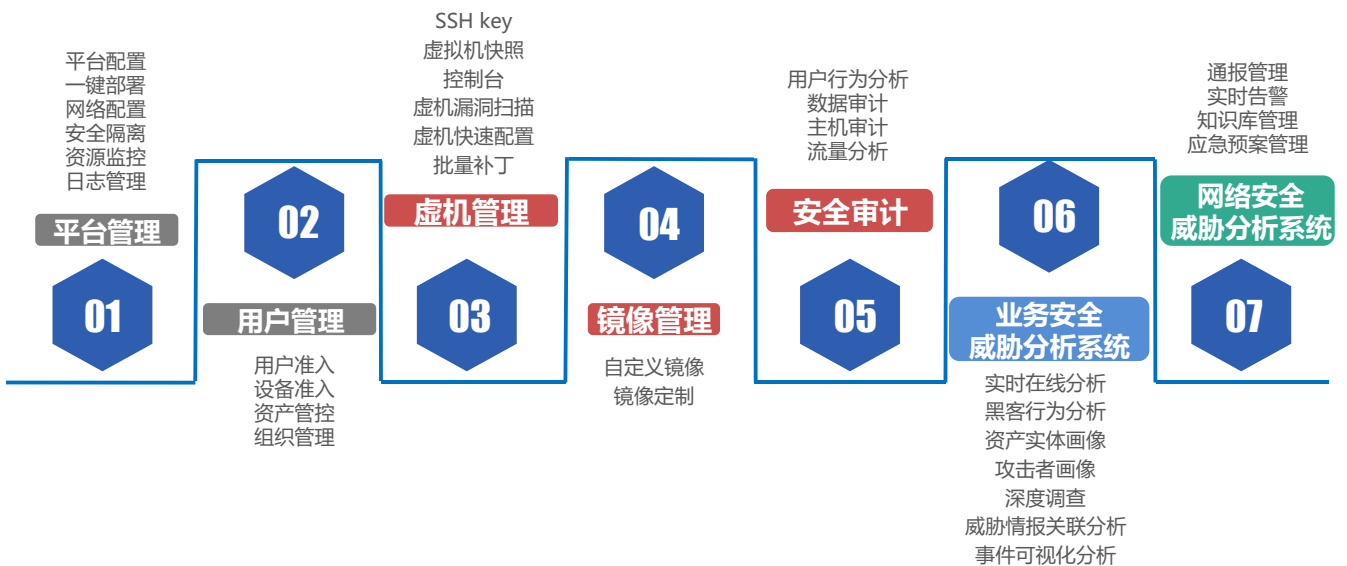 平台配置
一键部署
网络配置
安全隔离
资源监控
日志管理
平台管理
01
02
用户管理
用户准入
设备准入
资产管控
组织管理
SSH key
虚拟机快照
控制台
虚机漏洞扫描
虚机快速配置
批量补丁
虚机管理
03
04
镜像管理
自定义镜像
镜像定制
用户行为分析
数据审计
主机审计
流量分析
安全审计
05
06
业务安全
威胁分析系统
实时在线分析
黑客行为分析
资产实体画像
攻击者画像
深度调查
威胁情报关联分析
事件可视化分析
通报管理
实时告警
知识库管理
应急预案管理
网络安全
威胁分析系统
07